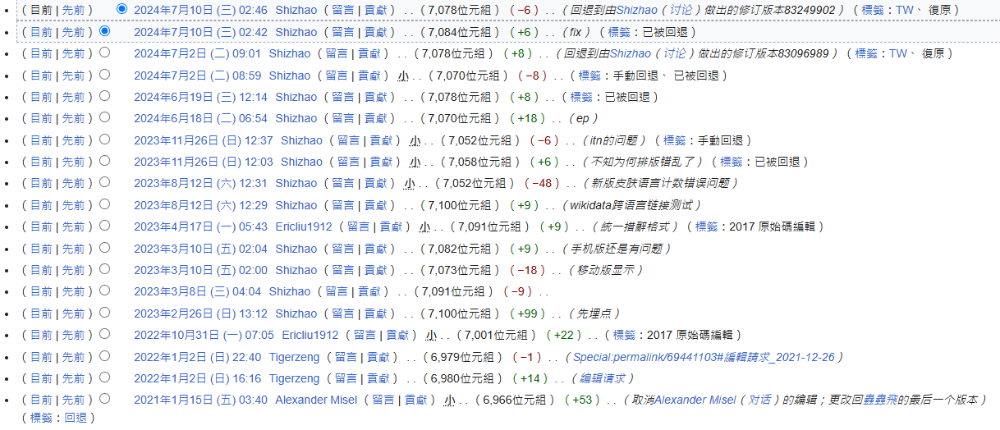 （目前 | 先前） 2024年7月10日 (三) 02:46 Shizhao （留言 | 貢獻） . . （7,078位元組） （−6） . . （回退到由Shizhao（讨论）做出的修订版本83249902） （標籤：TW、 復原）
（目前 | 先前） 2024年7月10日 (三) 02:42 Shizhao （留言 | 貢獻） . . （7,084位元組） （+6） . . （fix） （標籤：已被回退）
（目前 | 先前） 2024年7月2日 (二) 09:01 Shizhao （留言 | 貢獻） . . （7,078位元組） （+8） . . （回退到由Shizhao（讨论）做出的修订版本83096989） （標籤：TW、 復原）
（目前 | 先前） 2024年7月2日 (二) 08:59 Shizhao （留言 | 貢獻） 小 . . （7,070位元組） （−8） . . （標籤：手動回退、 已被回退）
（目前 | 先前） 2024年6月19日 (三) 12:14 Shizhao （留言 | 貢獻） . . （7,078位元組） （+8） . . （標籤：已被回退）
（目前 | 先前） 2024年6月18日 (二) 06:54 Shizhao （留言 | 貢獻） . . （7,070位元組） （+18） . . （ep）
（目前 | 先前） 2023年11月26日 (日) 12:37 Shizhao （留言 | 貢獻） 小 . . （7,052位元組） （−6） . . （itn的问题） （標籤：手動回退）
（目前 | 先前） 2023年11月26日 (日) 12:03 Shizhao （留言 | 貢獻） 小 . . （7,058位元組） （+6） . . （不知为何排版错乱了） （標籤：已被回退）
（目前 | 先前） 2023年8月12日 (六) 12:31 Shizhao （留言 | 貢獻） 小 . . （7,052位元組） （−48） . . （新版皮肤语言计数错误问题）
（目前 | 先前） 2023年8月12日 (六) 12:29 Shizhao （留言 | 貢獻） . . （7,100位元組） （+9） . . （wikidata跨语言链接测试）
（目前 | 先前） 2023年4月17日 (一) 05:43 Ericliu1912 （留言 | 貢獻） 小 . . （7,091位元組） （+9） . . （統一措辭格式） （標籤：2017 原始碼編輯）
（目前 | 先前） 2023年3月10日 (五) 02:04 Shizhao （留言 | 貢獻） . . （7,082位元組） （+9） . . （手机版还是有问题）
（目前 | 先前） 2023年3月10日 (五) 02:00 Shizhao （留言 | 貢獻） . . （7,073位元組） （−18） . . （移动版显示）
（目前 | 先前） 2023年3月8日 (三) 04:04 Shizhao （留言 | 貢獻） . . （7,091位元組） （−9） . .
（目前 | 先前） 2023年2月26日 (日) 13:12 Shizhao （留言 | 貢獻） . . （7,100位元組） （+99） . . （先埋点）
（目前 | 先前） 2022年10月31日 (一) 07:05 Ericliu1912 （留言 | 貢獻） 小 . . （7,001位元組） （+22） . . （標籤：2017 原始碼編輯）
（目前 | 先前） 2022年1月2日 (日) 22:40 Tigerzeng （留言 | 貢獻） . . （6,979位元組） （−1） . . （Special:permalink/69441103#編輯請求_2021-12-26）
（目前 | 先前） 2022年1月2日 (日) 16:16 Tigerzeng （留言 | 貢獻） . . （6,980位元組） （+14） . . （编辑请求）
（目前 | 先前） 2021年1月15日 (五) 03:40 Alexander Misel （留言 | 貢獻） 小 . . （6,966位元組） （+53） . . （取消Alexander Misel（对话）的编辑；更改回蟲蟲飛的最后一个版本）
（標籤：回退）